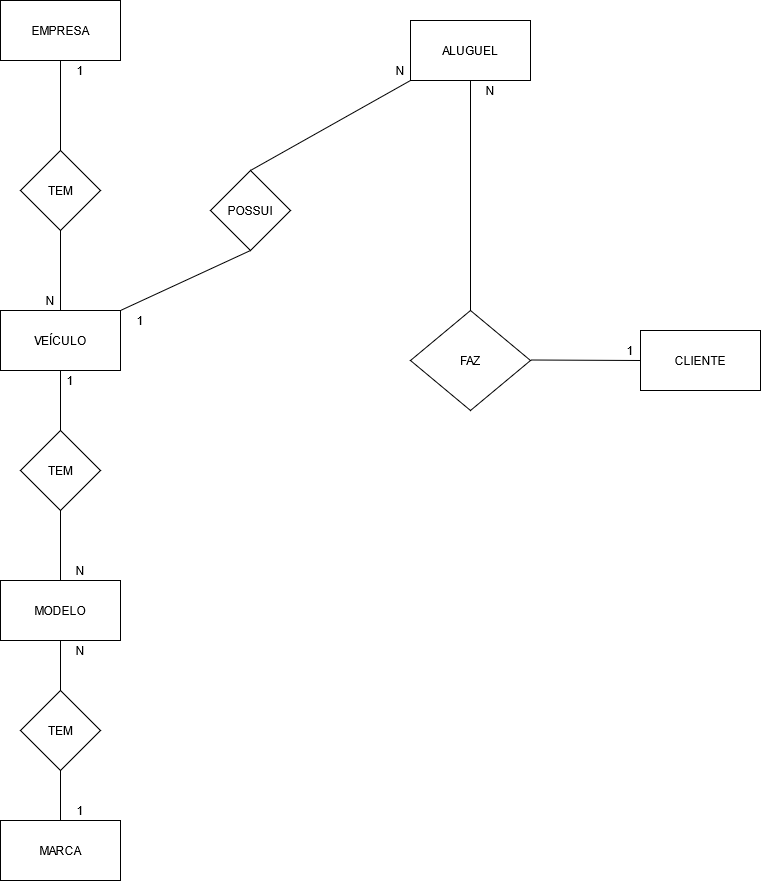 EMPRESA
1
TEM
N
VEÍCULO
1
TEM
N
MODELO
N
TEM
1
MARCA
1
POSSUI
N
ALUGUEL
N
FAZ
1
CLIENTE